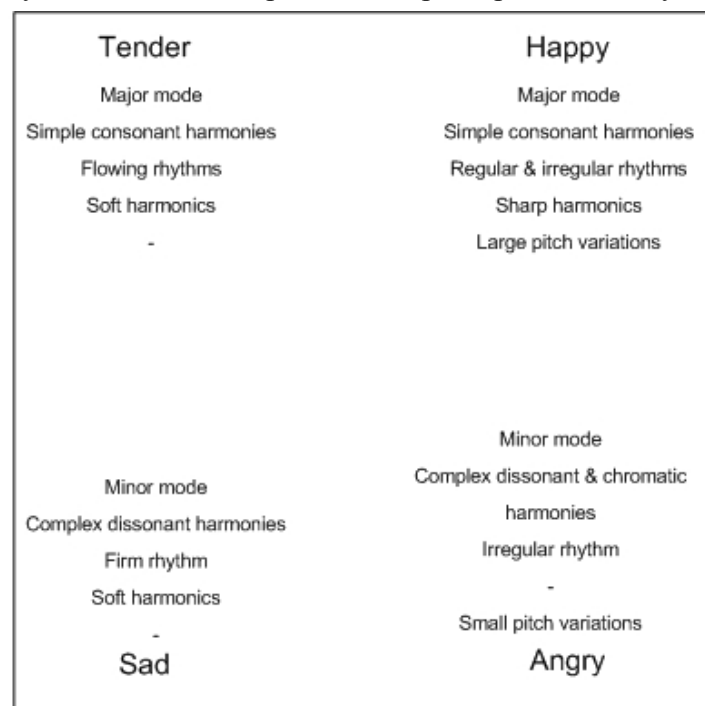 Tender
Major mode
Simple consonant harmonies
Flowing rhythms
Soft harmonics
-
Happy
Major mode
Simple consonant harmonies
Regular & irregular rhythms
Sharp harmonics
Large pitch variations
Minor mode
Complex dissonant harmonies
Firm rhythm
Soft harmonics
-
Sad
Minor mode
Complex dissonant & chromatic
harmonies
Irregular rhythm
-
Small pitch variations
Angry